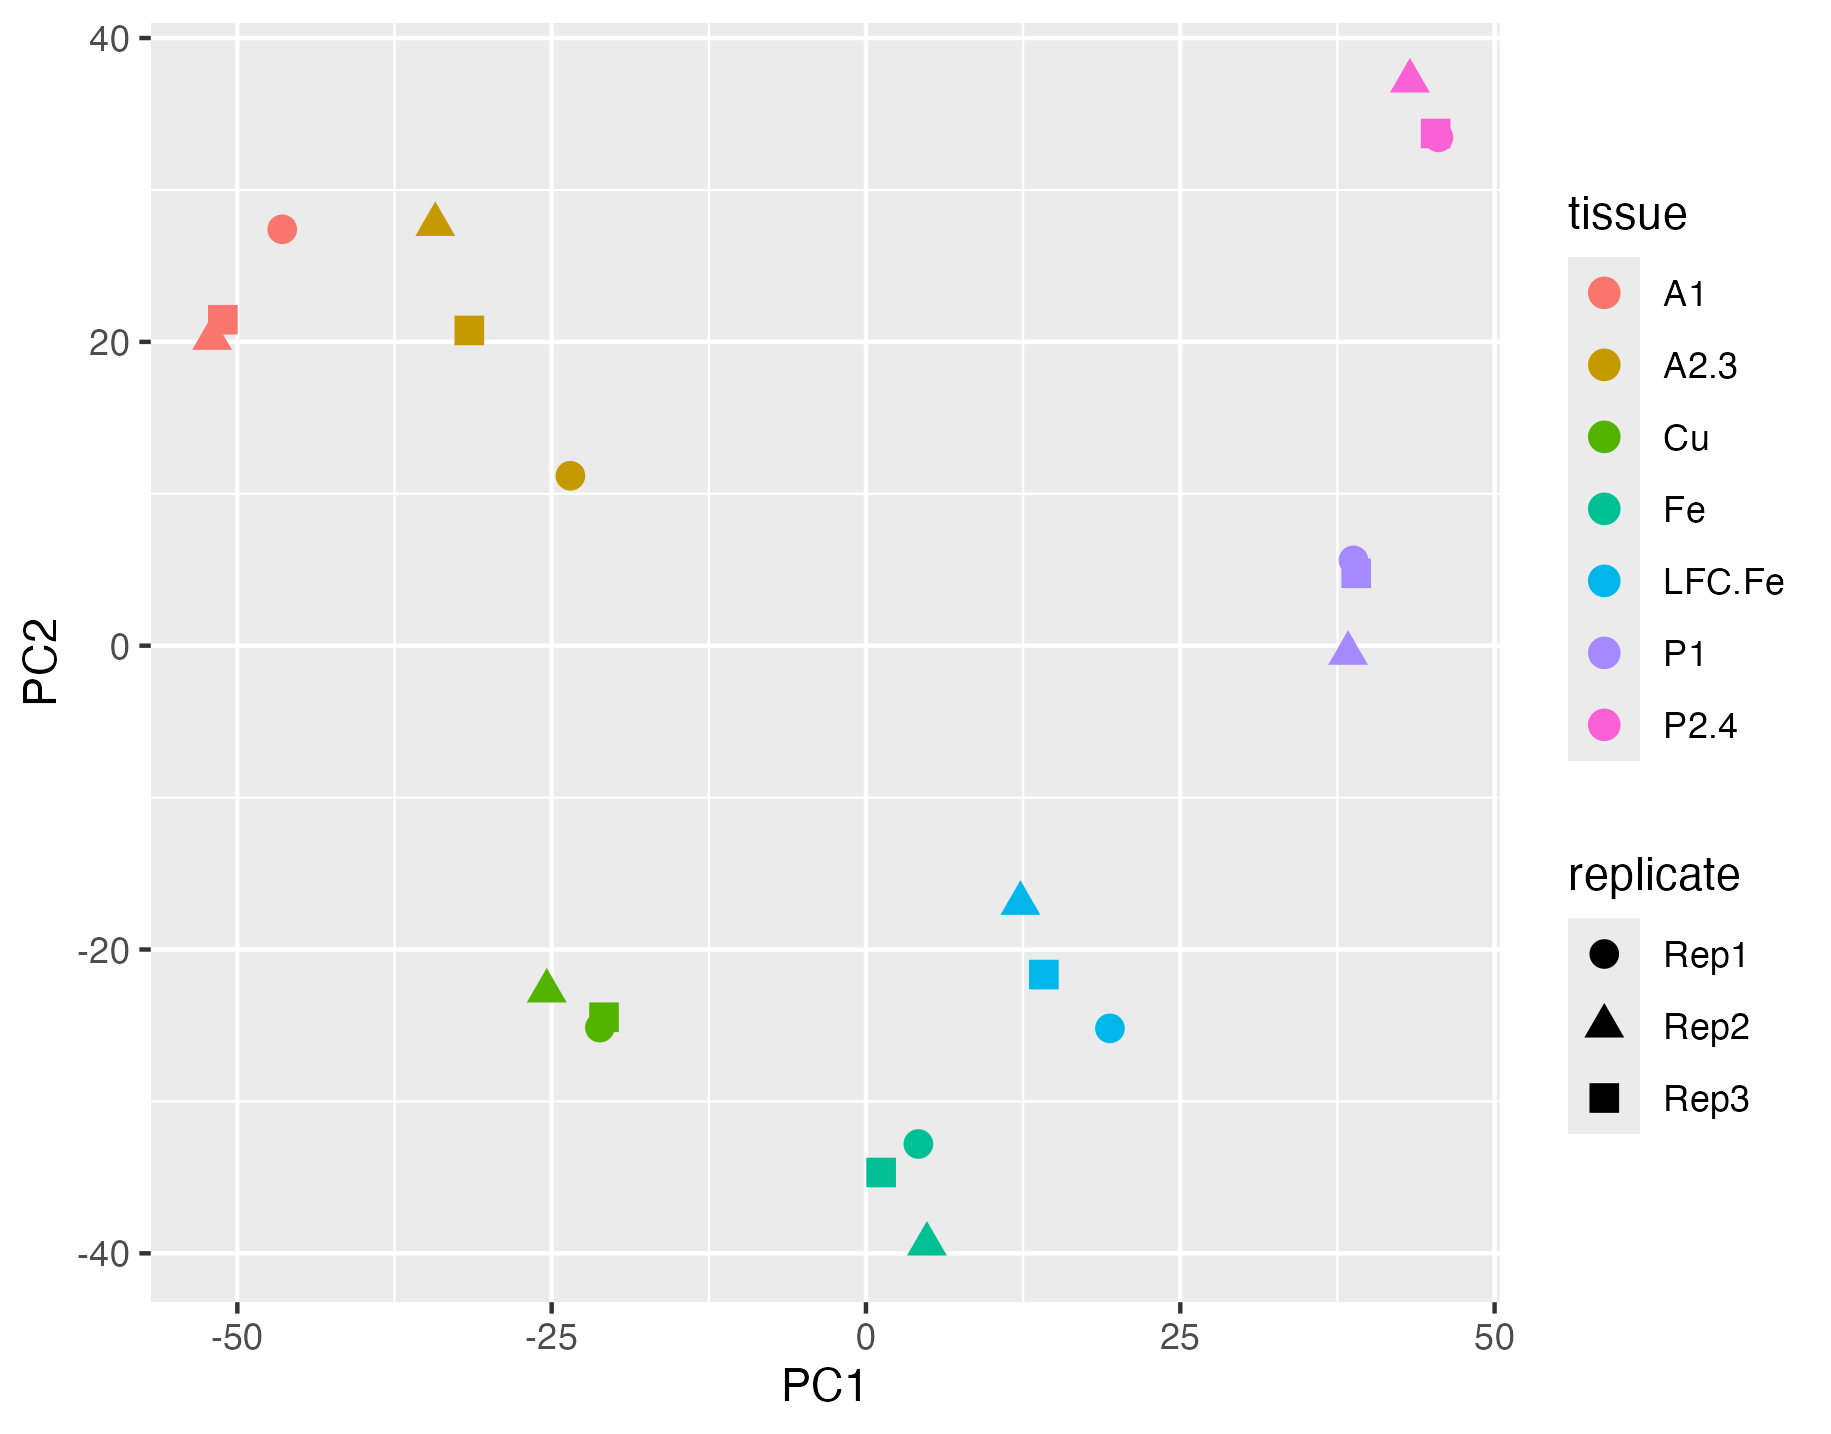 40
20
0
-20
-40
PC2
-50
-25
0
25
50
PC1
tissue
A1
A2.3
Cu
Fe
LFC.Fe
P1
P2.4
replicate
Rep1
Rep2
Rep3